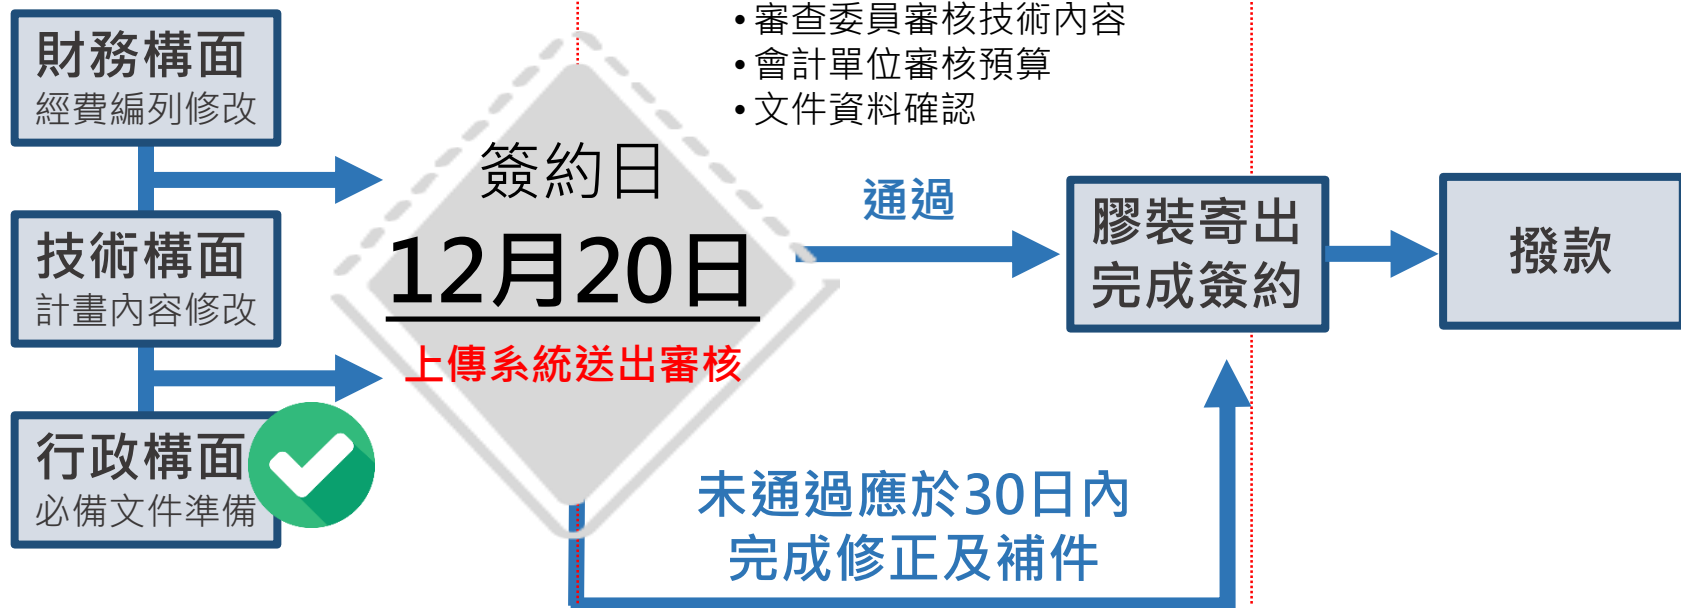 財務構面
經費編列修改
技術構面
計畫內容修改
行政構面
必備文件準備
簽約日
12月20日
上傳系統送出審核
•審查委員審核技術內容
•會計單位審核預算
•文件資料確認
通過
未通過應於30日內
完成修正及補件
膠裝寄出
完成簽約
撥款